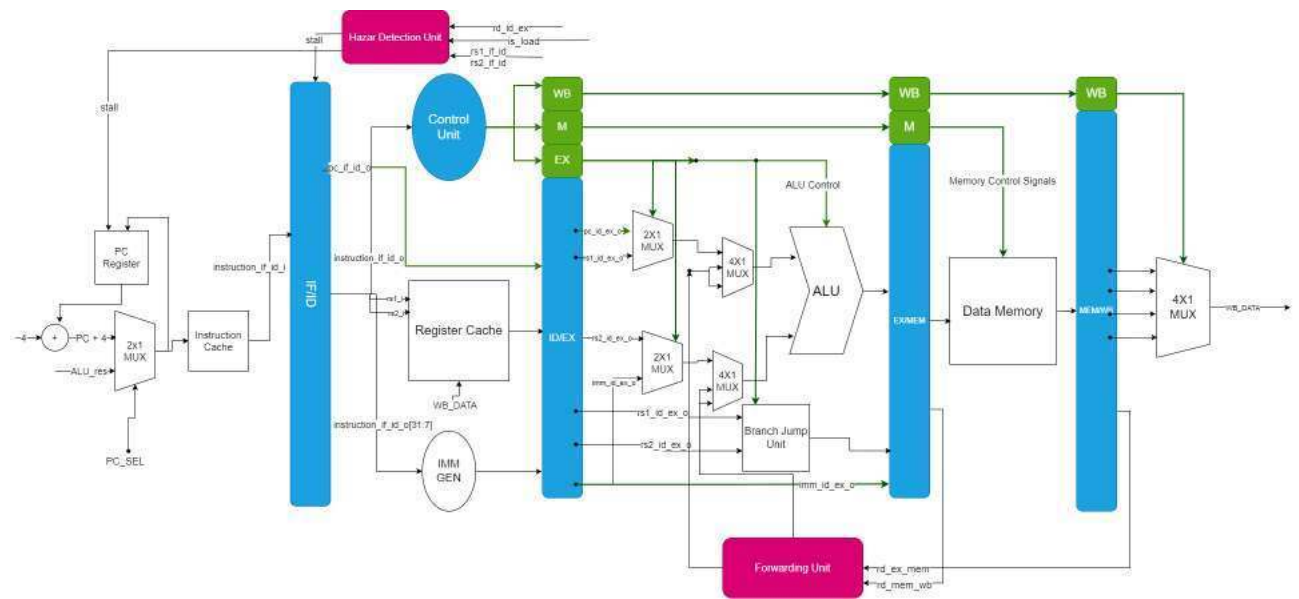 Hazar Detection Unit
rd_id_ex
is_load
rs1_if_id
rs2_if_id
stall
stall
WB
WB
WB
Control
Unit
M
M
EX
pc_if_id_o
ALU Control
Memory Control Signals
PC
Register
instruction_if_id_i
IF/ID
instruction_if_id_o
pc_id_ex_o
rs1_id_ex_o
2X1
MUX
4X1
MUX
ALU
rs1_i
rs2_i
Register Cache
ID/EX
EX/MEM
Data Memory
MEM/WB
4X1
MUX
WB_DATA
4
+
PC + 4
2x1
MUX
Instruction
Cache
ALU_res
rs2_id_ex_o
2X1
MUX
4X1
MUX
imm_id_ex_o
WB_DATA
PC_SEL
instruction_if_id_o[31:7]
rs1_id_ex_o
rs2_id_ex_o
Branch Jump
Unit
IMM
GEN
imm_id_ex_o
Forwarding Unit
rd_ex_mem
rd_mem_wb